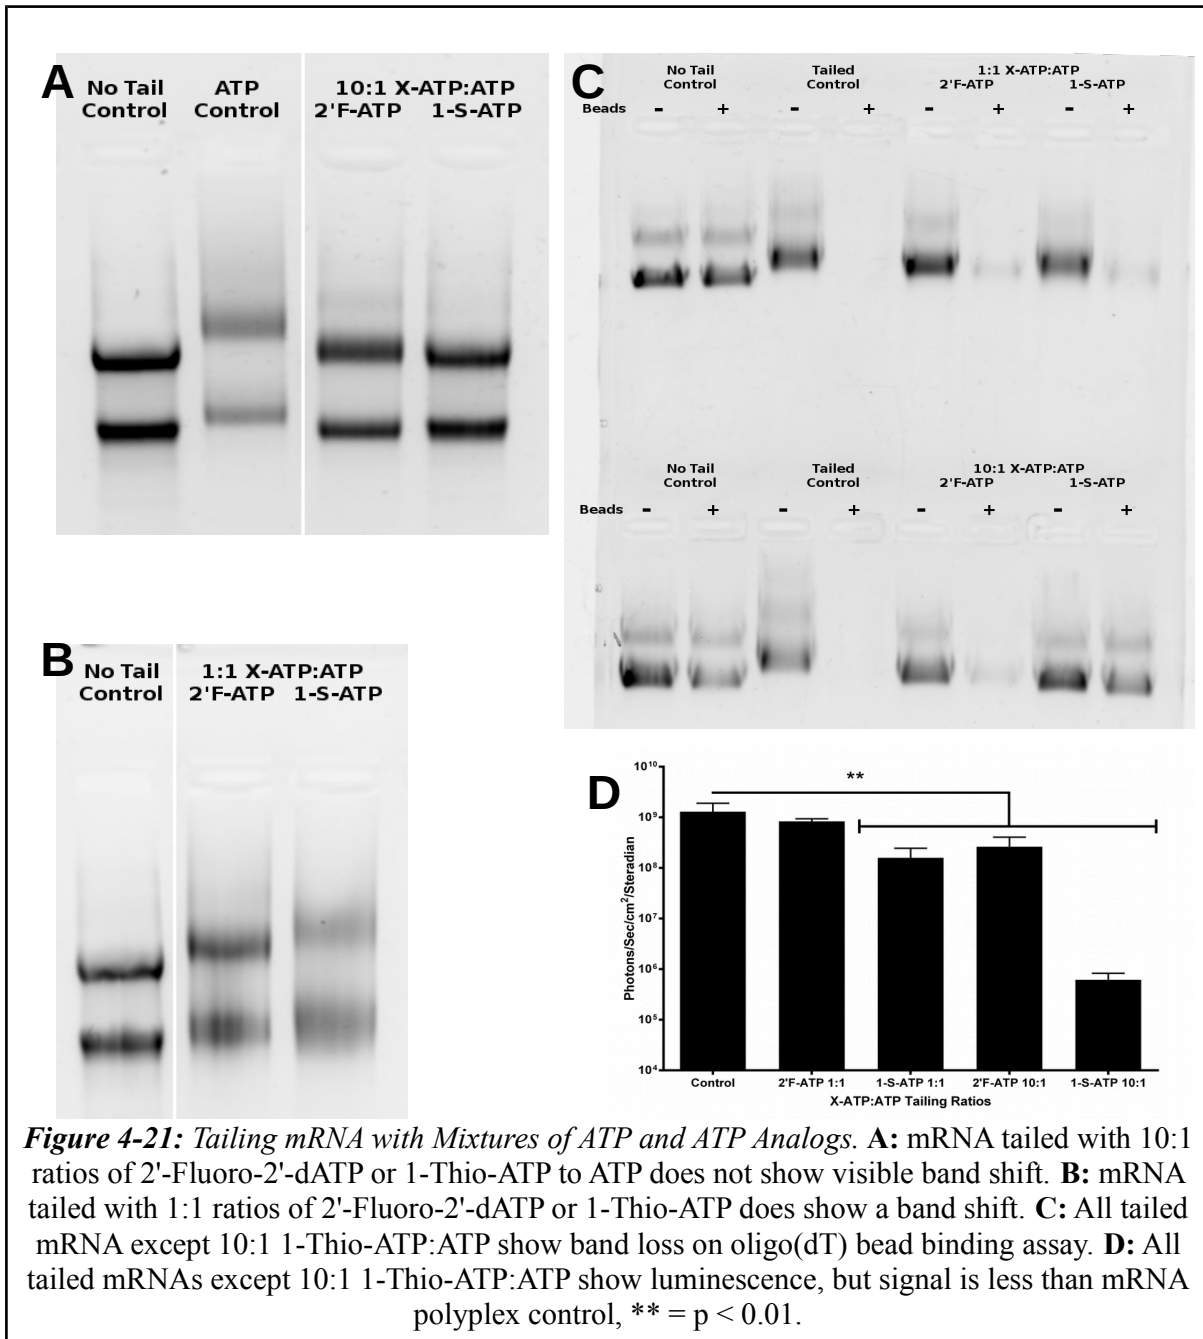 A
No Tail Control
ATP Control
10:1 X-ATP:ATP
2'F-ATP 1-S-ATP
B
No Tail Control
1:1 X-ATP:ATP
2'F-ATP 1-S-ATP
C
No Tail Control
Tailed Control
1:1 X-ATP:ATP
2'F-ATP 1-S-ATP
Beads - + - + - + - +
No Tail Control
Tailed Control
10:1 X-ATP:ATP
2'F-ATP 1-S-ATP
Beads - + - + - + - +
D
**
Photons/Sec/cm²/Steradian
10¹⁰
10⁹
10⁸
10⁷
10⁶
10⁵
10⁴
Control 2'F-ATP 1:1 1-S-ATP 1:1 2'F-ATP 10:1 1-S-ATP 10:1
X-ATP:ATP Tailing Ratios
Figure 4-21: Tailing mRNA with Mixtures of ATP and ATP Analogs. A: mRNA tailed with 10:1
ratios of 2'-Fluoro-2'-dATP or 1-Thio-ATP to ATP does not show visible band shift. B: mRNA
tailed with 1:1 ratios of 2'-Fluoro-2'-dATP or 1-Thio-ATP does show a band shift. C: All tailed
mRNA except 10:1 1-Thio-ATP:ATP show band loss on oligo(dT) bead binding assay. D: All
tailed mRNAs except 10:1 1-Thio-ATP:ATP show luminescence, but signal is less than mRNA
polyplex control, ** = p < 0.01.